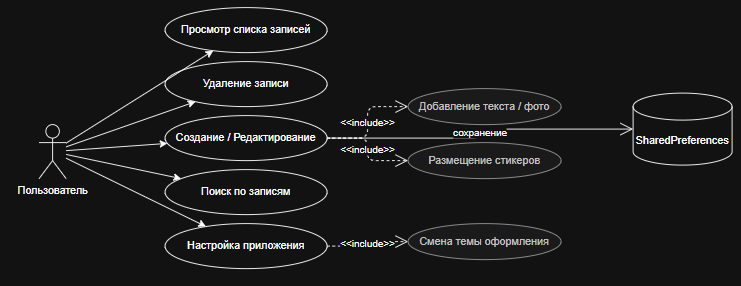 Просмотр списка записей
Удаление записи
Добавление текста / фото
<<include>>
Создание / Редактирование
сохранение
SharedPreferences
<<include>>
Размещение стикеров
Пользователь
Поиск по записям
Настройка приложения
<<include>>
Смена темы оформления